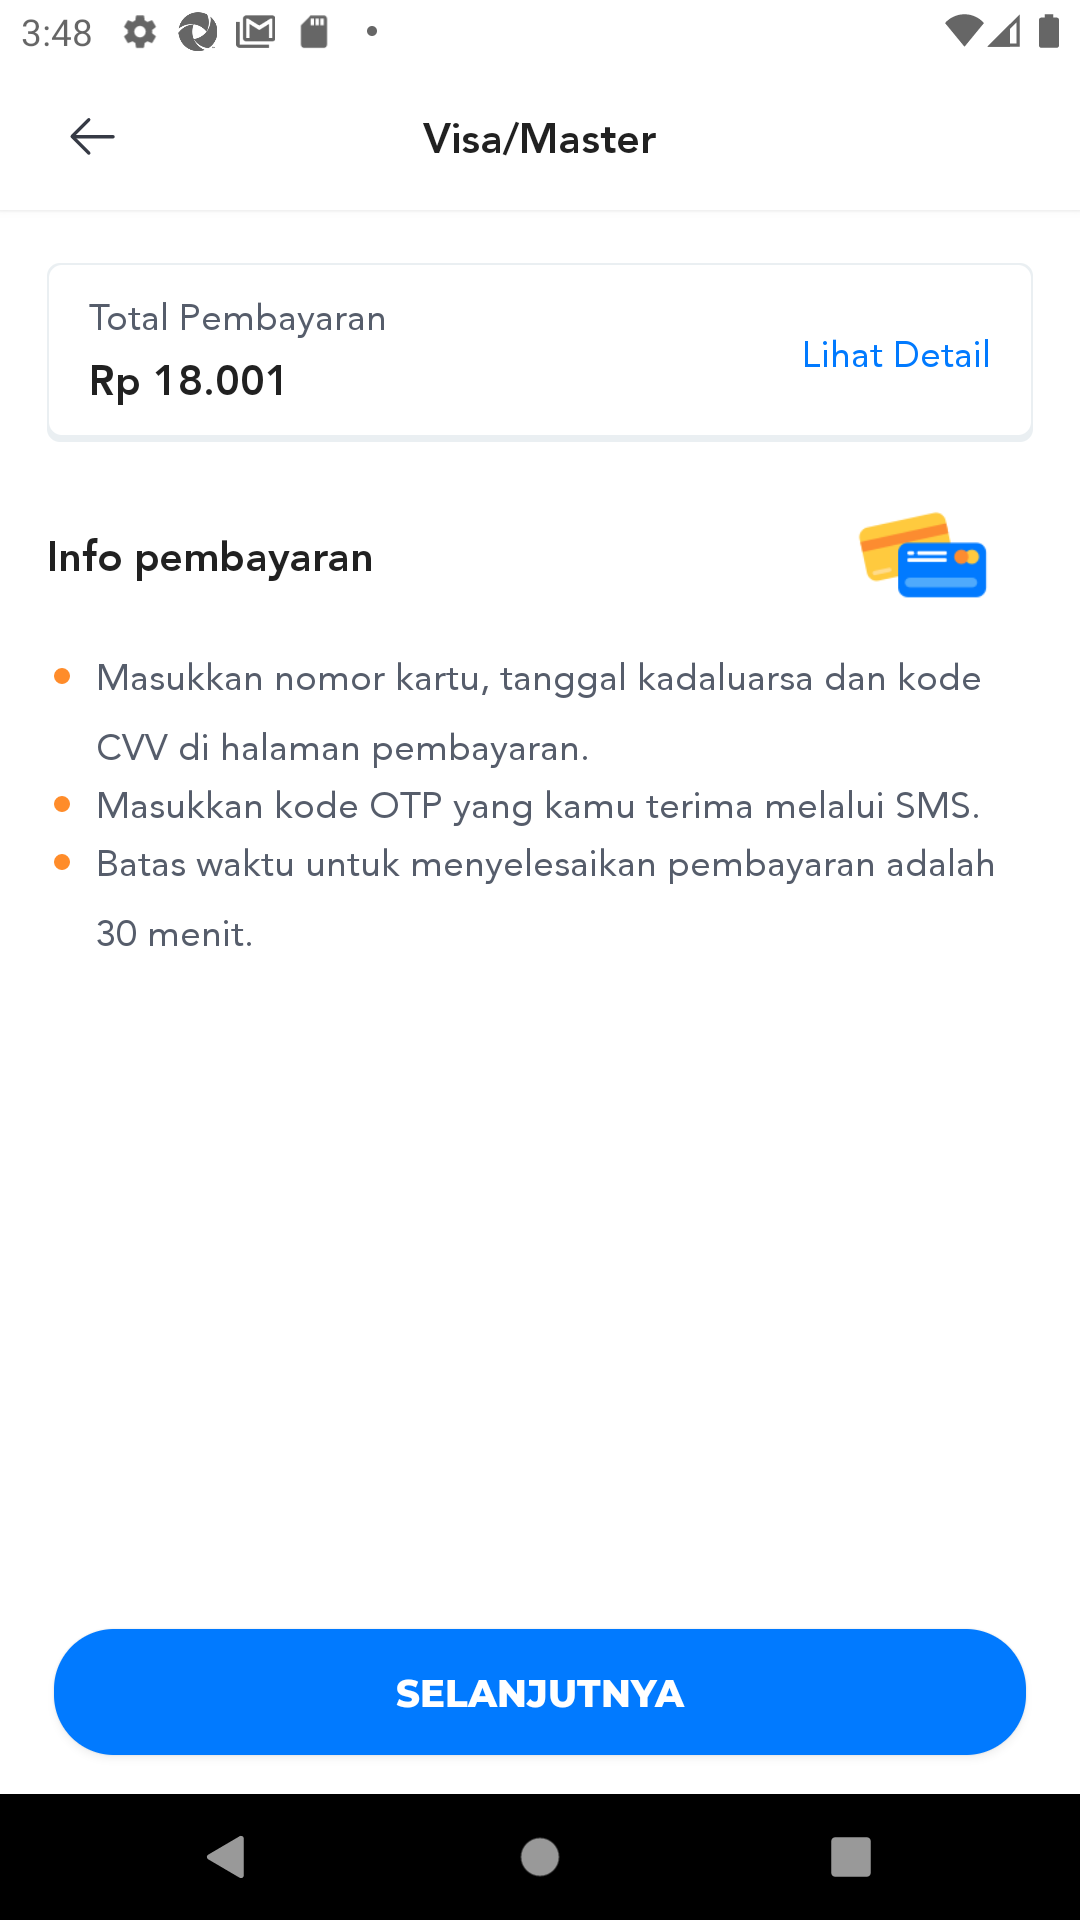 3:48
Visa/Master
Total Pembayaran
Rp 18.001
Lihat Detail
Info pembayaran
Masukkan nomor kartu, tanggal kadaluarsa dan kode
CVV di halaman pembayaran.
Masukkan kode OTP yang kamu terima melalui SMS.
Batas waktu untuk menyelesaikan pembayaran adalah
30 menit.
SELANJUTNYA